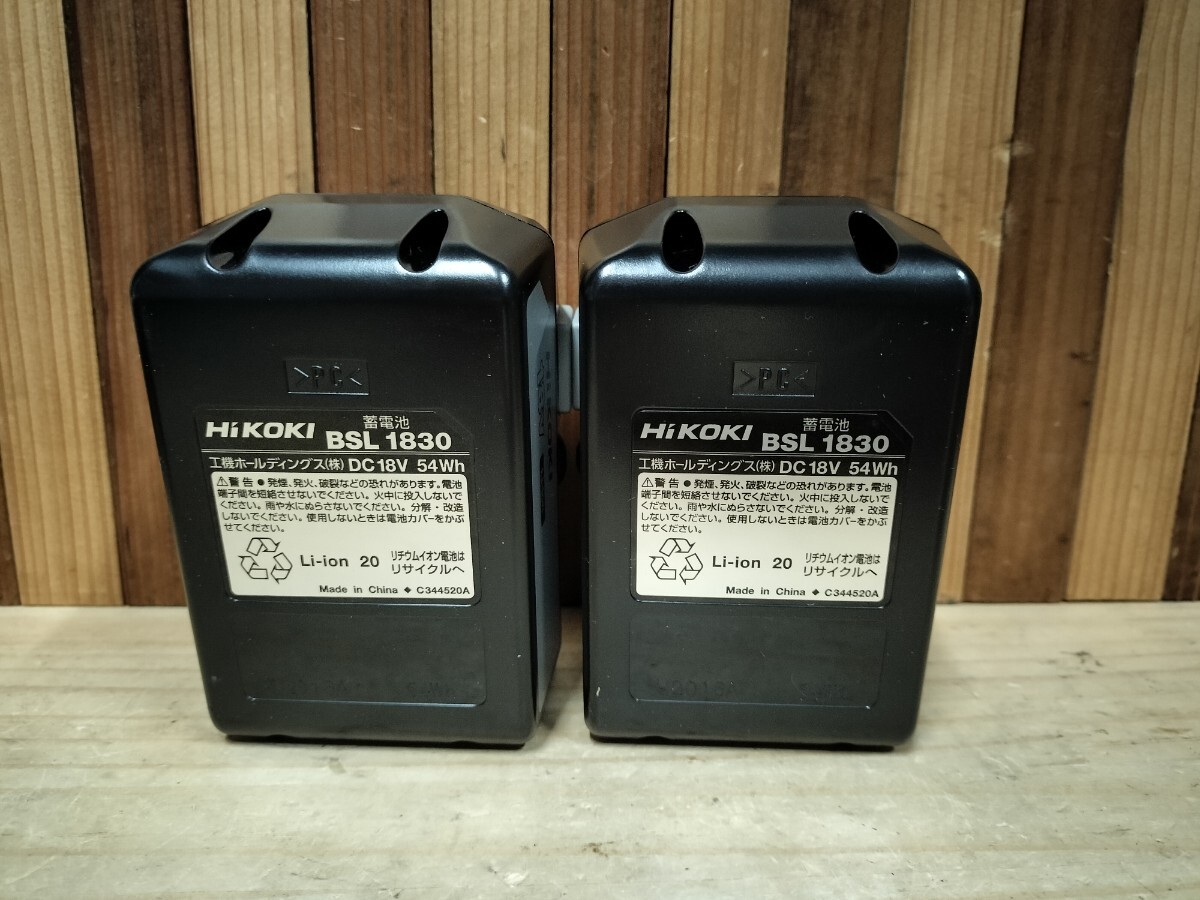 >PC<
HiKOKI 蓄電池
BSL 1830
工機ホールディングス(株) DC18V 54Wh
⚠警告 ●発煙、発火、破裂などの恐れがあります。電池
端子間を短絡させないでください。火中に投入しないで
ください。雨や水にぬらさないでください。分解・改造
しないでください。使用しないときは電池カバーをかぶ
せてください。
Li-ion 20 リチウムイオン電池は
リサイクルへ
Made in China ◆ C344520A
>PC<
HiKOKI 蓄電池
BSL 1830
工機ホールディングス(株) DC18V 54Wh
⚠警告 ●発煙、発火、破裂などの恐れがあります。電池
端子間を短絡させないでください。火中に投入しないで
ください。雨や水にぬらさないでください。分解・改造
しないでください。使用しないときは電池カバーをかぶ
せてください。
Li-ion 20 リチウムイオン電池は
リサイクルへ
Made in China ◆ C344520A